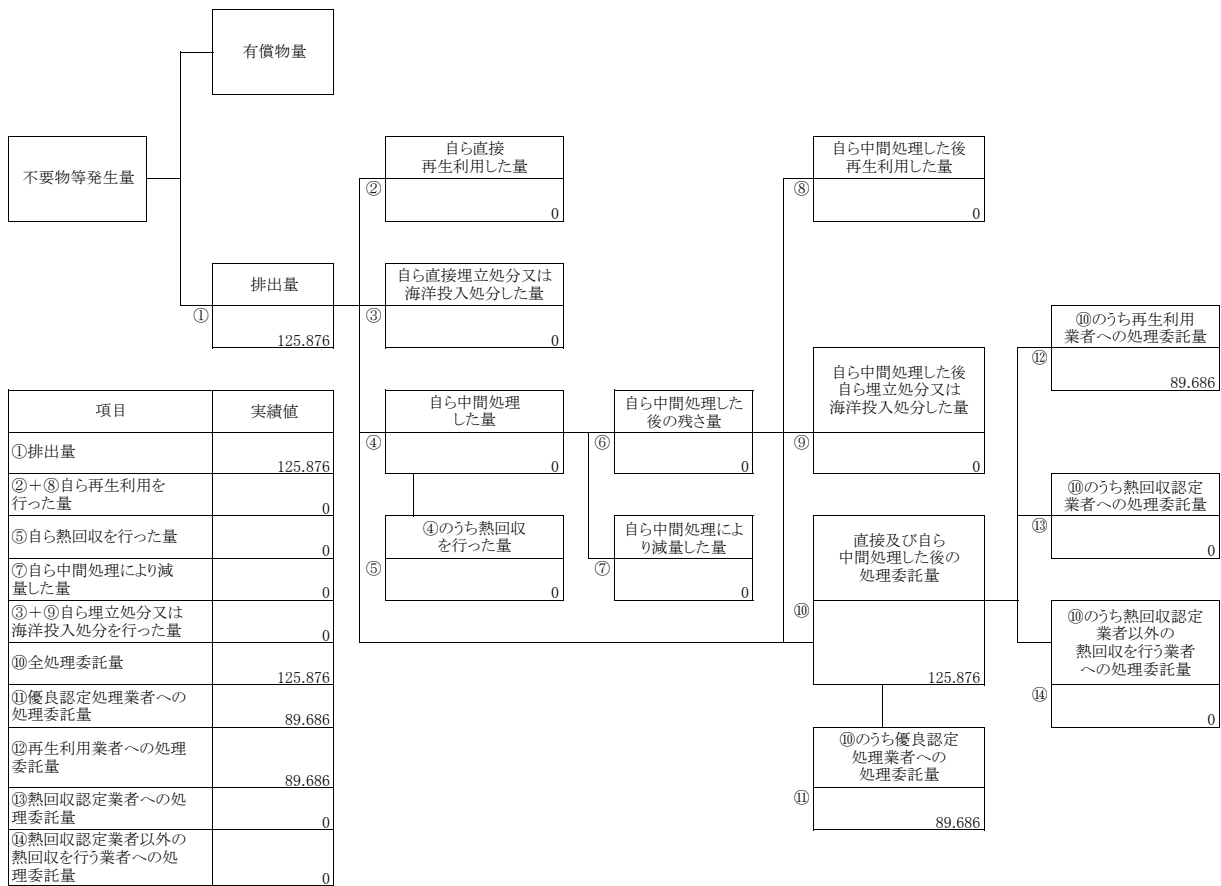 有償物量
不要物等発生量
自ら直接
再生利用した量
②
0
自ら中間処理した後
再生利用した量
⑧
0
排出量
①
125.876
自ら直接埋立処分又は
海洋投入処分した量
③
0
⑩のうち再生利用
業者への処理委託量
⑫
89.686
自ら中間処理した後
自ら埋立処分又は
海洋投入処分した量
⑨
0
自ら中間処理
した量
④
0
自ら中間処理した
後の残さ量
⑥
0
⑩のうち熱回収認定
業者への処理委託量
⑬
0
④のうち熱回収
を行った量
⑤
0
自ら中間処理によ
り減量した量
⑦
0
直接及び自ら
中間処理した後の
処理委託量
⑩
125.876
⑩のうち熱回収認定
業者以外の
熱回収を行う業者
への処理委託量
⑭
0
⑩のうち優良認定
処理業者への
処理委託量
⑪
89.686
項目 実績値
①排出量
125.876
②+⑧自ら再生利用を
行った量
0
⑤自ら熱回収を行った量
0
⑦自ら中間処理により減
量した量
0
③+⑨自ら埋立処分又は
海洋投入処分を行った量
0
⑩全処理委託量
125.876
⑪優良認定処理業者への
処理委託量
89.686
⑫再生利用業者への処理
委託量
89.686
⑬熱回収認定業者への処
理委託量
0
⑭熱回収認定業者以外の
熱回収を行う業者への処
理委託量
0